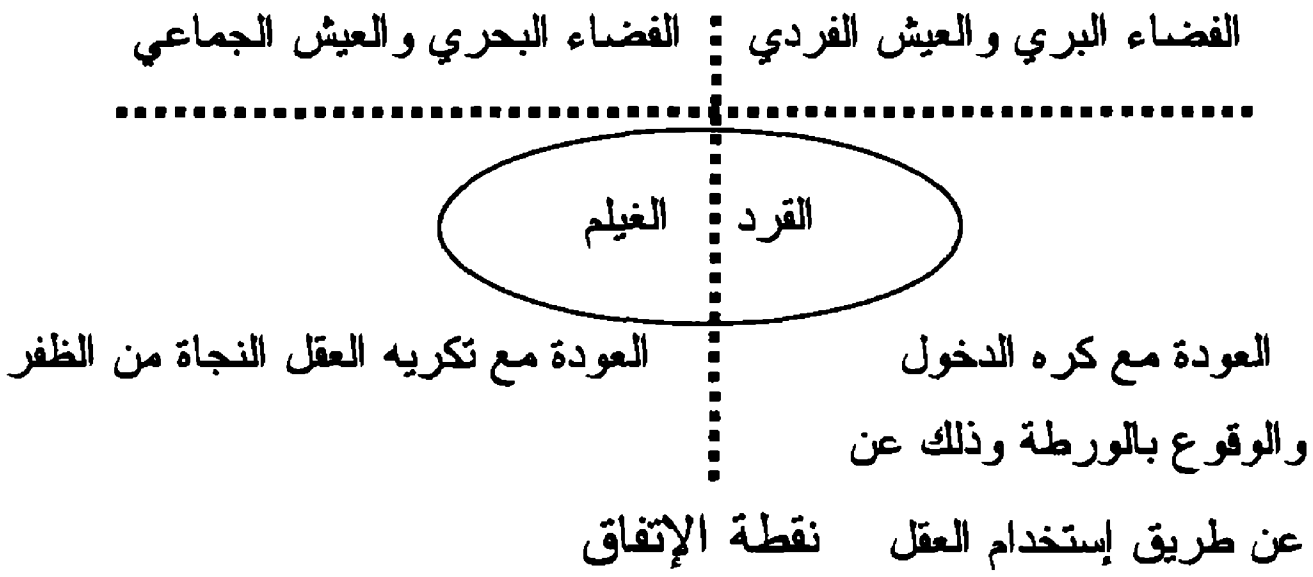 الفضاء البري والعيش الفردي الفضاء البحري والعيش الجماعي
القرد الغيلم
العودة مع كره الدخول العودة مع تكريه العقل النجاة من الظفر
والوقوع بالورطة وذلك عن
عن طريق إستخدام العقل نقطة الإتفاق